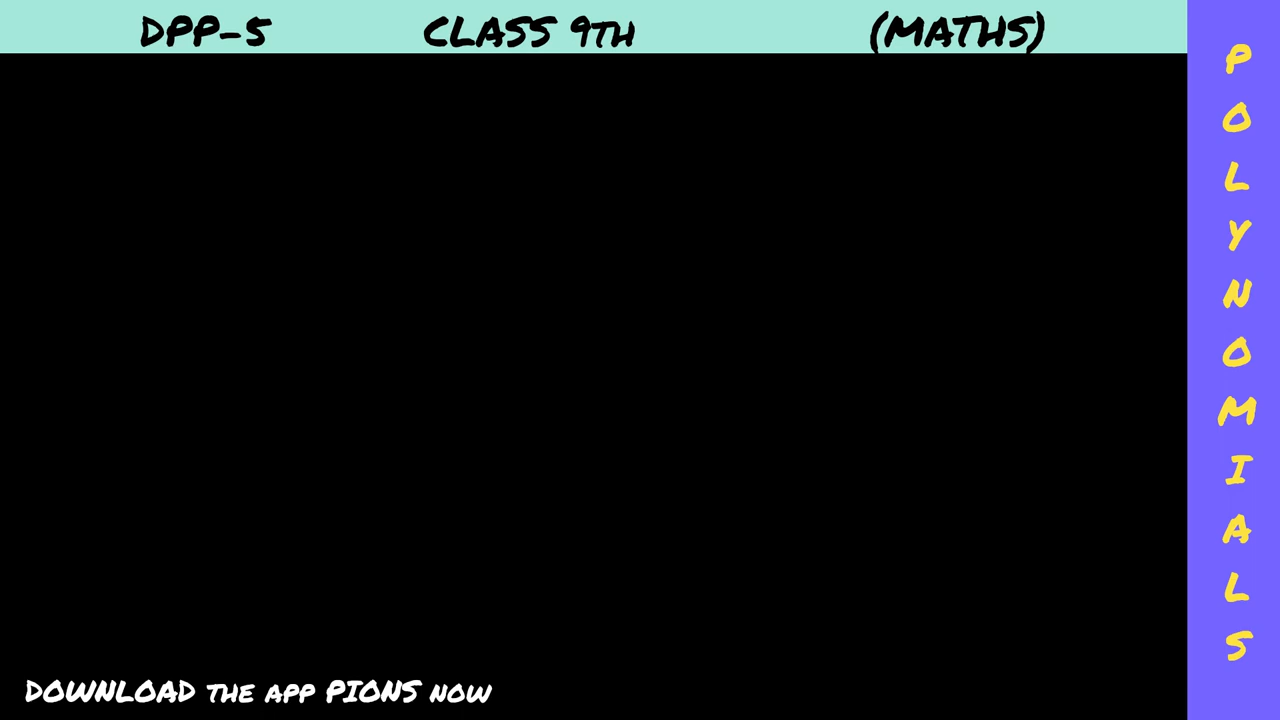 DPP-5 CLASS 9TH (MATHS)
POLYNOMIALS
DOWNLOAD THE APP PIONS NOW